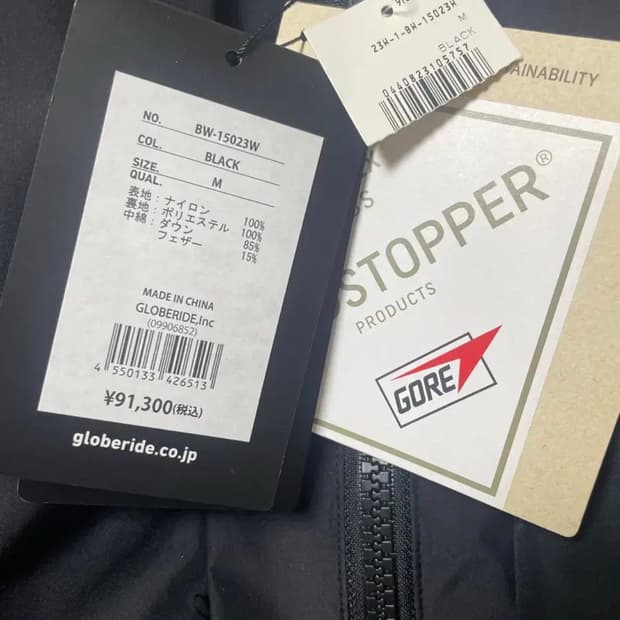 NO. BW-15023W
COL. BLACK
SIZE. M
QUAL.
表地: ナイロン 100%
裏地: ポリエステル 100%
中綿: ダウン 85%
フェザー 15%
MADE IN CHINA
GLOBERIDE,Inc
(09906852)
4 550133 426513
¥91,300(税込)
globeride.co.jp
23W-1-BW-15023W
M
BLACK
0440823105757
AINABILITY
STOPPER®
PRODUCTS
GORE